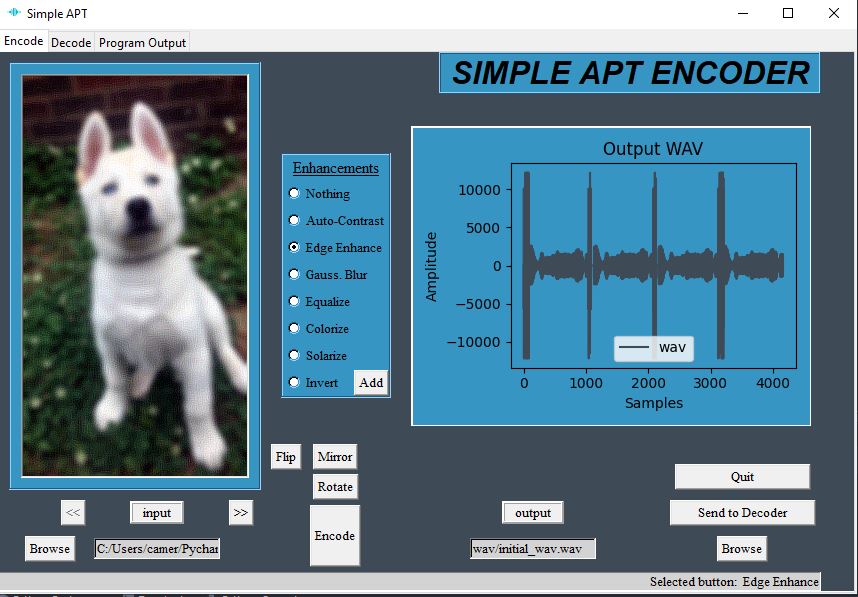 Simple APT
Encode Decode Program Output
SIMPLE APT ENCODER
Enhancements
Nothing
Auto-Contrast
Edge Enhance
Gauss. Blur
Equalize
Colorize
Solarize
Invert Add
Output WAV
Amplitude
10000
5000
0
−5000
−10000
wav
0 1000 2000 3000 4000
Samples
Flip Mirror
Rotate
Encode
<< input >>
Browse C:/Users/camer/Pychar
output
wav/initial_wav.wav
Quit
Send to Decoder
Browse
Selected button: Edge Enhance